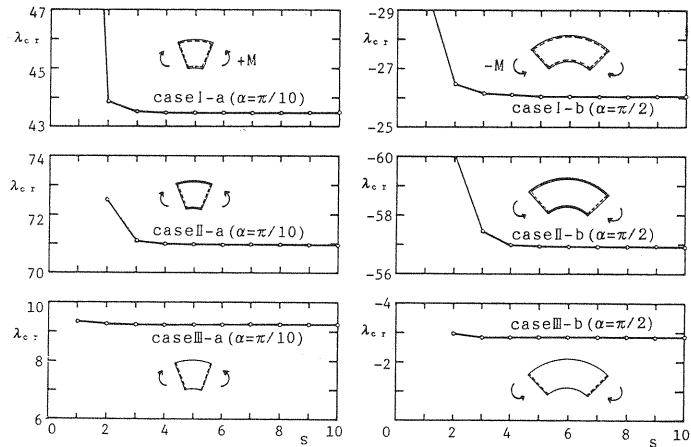 47
λcr
45
43
+M
caseⅠ-a(α=π/10)
-29
λcr
-27
-25
-M
caseⅠ-b(α=π/2)
74
λcr
72
70
caseⅡ-a(α=π/10)
-60
λcr
-58
-56
caseⅡ-b(α=π/2)
10
λcr
8
6
caseⅢ-a(α=π/10)
0 2 4 6 8 10
S
-4
λcr
-2
caseⅢ-b(α=π/2)
0 2 4 6 8 10
S